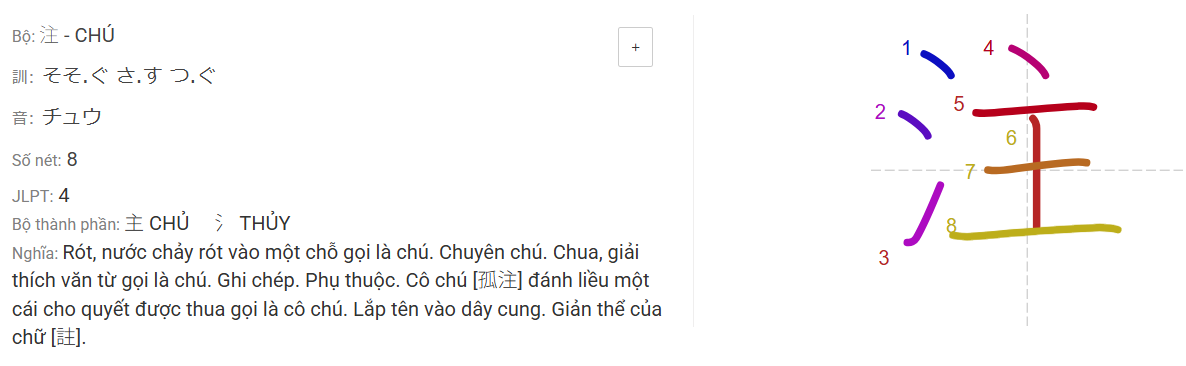 Bộ: 注 - CHÚ
+
訓: そそ.ぐ さ.す つ.ぐ
音: チュウ
Số nét: 8
JLPT: 4
Bộ thành phần: 主 CHỦ 氵 THỦY
Nghĩa: Rót, nước chảy rót vào một chỗ gọi là chú. Chuyên chú. Chua, giải
thích văn từ gọi là chú. Ghi chép. Phụ thuộc. Cô chú [孤注] đánh liều một
cái cho quyết được thua gọi là cô chú. Lắp tên vào dây cung. Giản thể của
chữ [註].
注
1
4
5
2
6
7
8
3